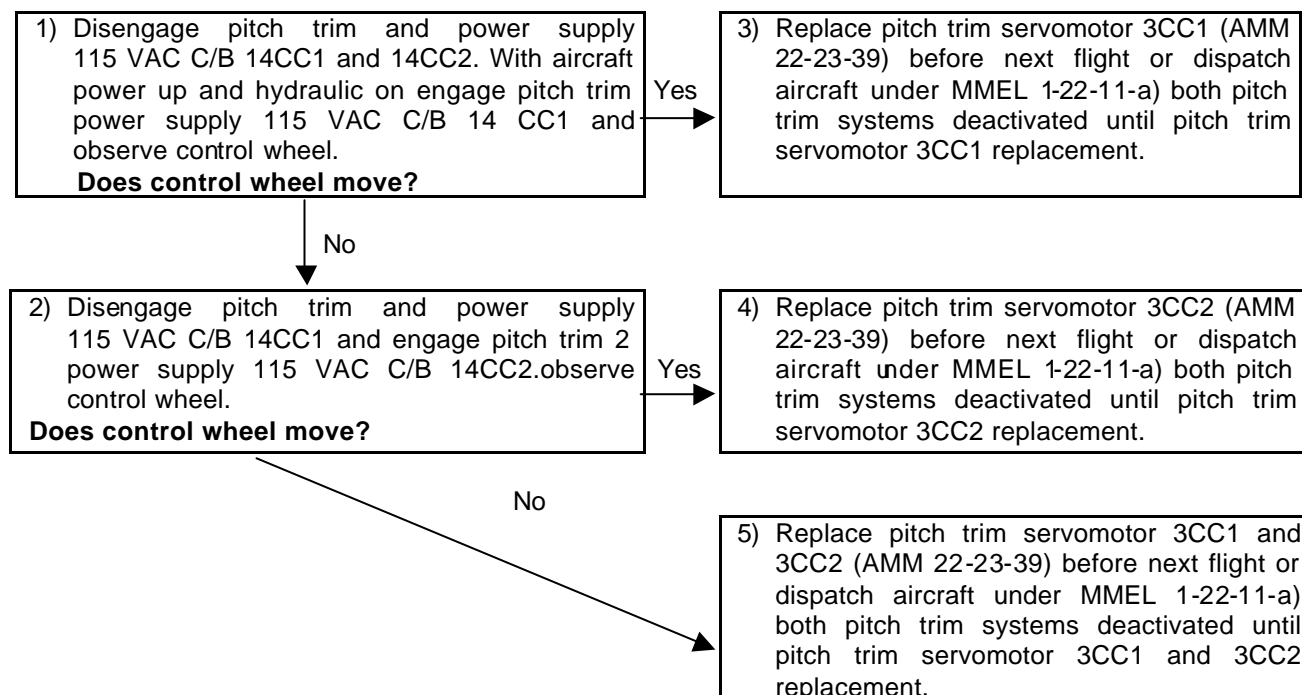 1) Disengage pitch trim and power supply
115 VAC C/B 14CC1 and 14CC2. With aircraft
power up and hydraulic on engage pitch trim
power supply 115 VAC C/B 14 CC1 and
observe control wheel.
Does control wheel move?
Yes
3) Replace pitch trim servomotor 3CC1 (AMM
22-23-39) before next flight or dispatch
aircraft under MMEL 1-22-11-a) both pitch
trim systems deactivated until pitch trim
servomotor 3CC1 replacement.
No
2) Disengage pitch trim and power supply
115 VAC C/B 14CC1 and engage pitch trim 2
power supply 115 VAC C/B 14CC2.observe
control wheel.
Does control wheel move?
Yes
4) Replace pitch trim servomotor 3CC2 (AMM
22-23-39) before next flight or dispatch
aircraft under MMEL 1-22-11-a) both pitch
trim systems deactivated until pitch trim
servomotor 3CC2 replacement.
No
5) Replace pitch trim servomotor 3CC1 and
3CC2 (AMM 22-23-39) before next flight or
dispatch aircraft under MMEL 1-22-11-a)
both pitch trim systems deactivated until
pitch trim servomotor 3CC1 and 3CC2
replacement.